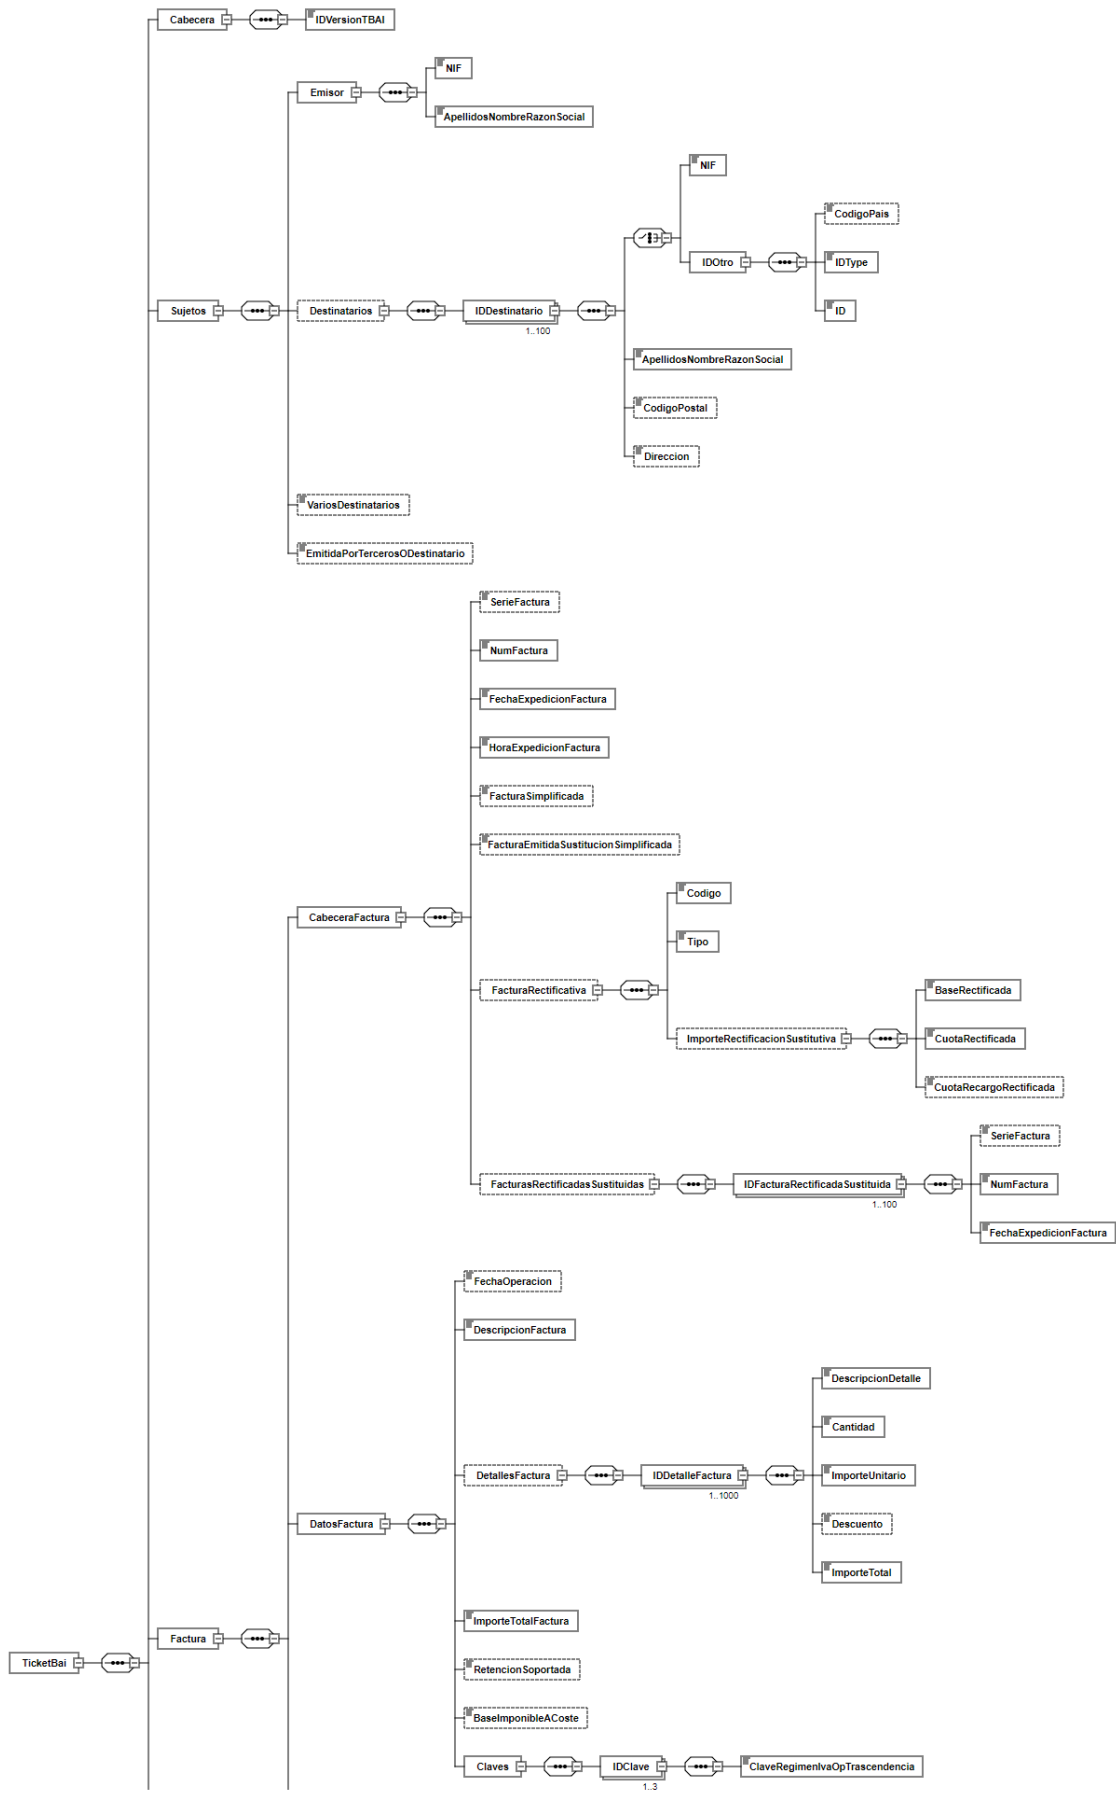 Cabecera
IDVersionTBAI
NIF
Emisor
ApellidosNombreRazonSocial
NIF
CodigoPais
IDOtro
IDType
Sujetos
Destinatarios
IDDestinatario
ID
1..100
ApellidosNombreRazonSocial
CodigoPostal
Direccion
VariosDestinatarios
EmitidaPorTercerosODestinatario
SerieFactura
NumFactura
FechaExpedicionFactura
HoraExpedicionFactura
FacturaSimplificada
FacturaEmitidaSustitucionSimplificada
Codigo
CabeceraFactura
Tipo
FacturaRectificativa
BaseRectificada
ImporteRectificacionSustitutiva
CuotaRectificada
CuotaRecargoRectificada
SerieFactura
FacturasRectificadasSustituidas
IDFacturaRectificadaSustituida
NumFactura
1..100
FechaExpedicionFactura
FechaOperacion
DescripcionFactura
DescripcionDetalle
Cantidad
DetallesFactura
IDDetalleFactura
ImporteUnitario
1..1000
DatosFactura
Descuento
ImporteTotal
ImporteTotalFactura
Factura
TicketBai
RetencionSoportada
BaseImponibleACoste
Claves
IDClave
ClaveRegimenIvaOpTrascendencia
1..3